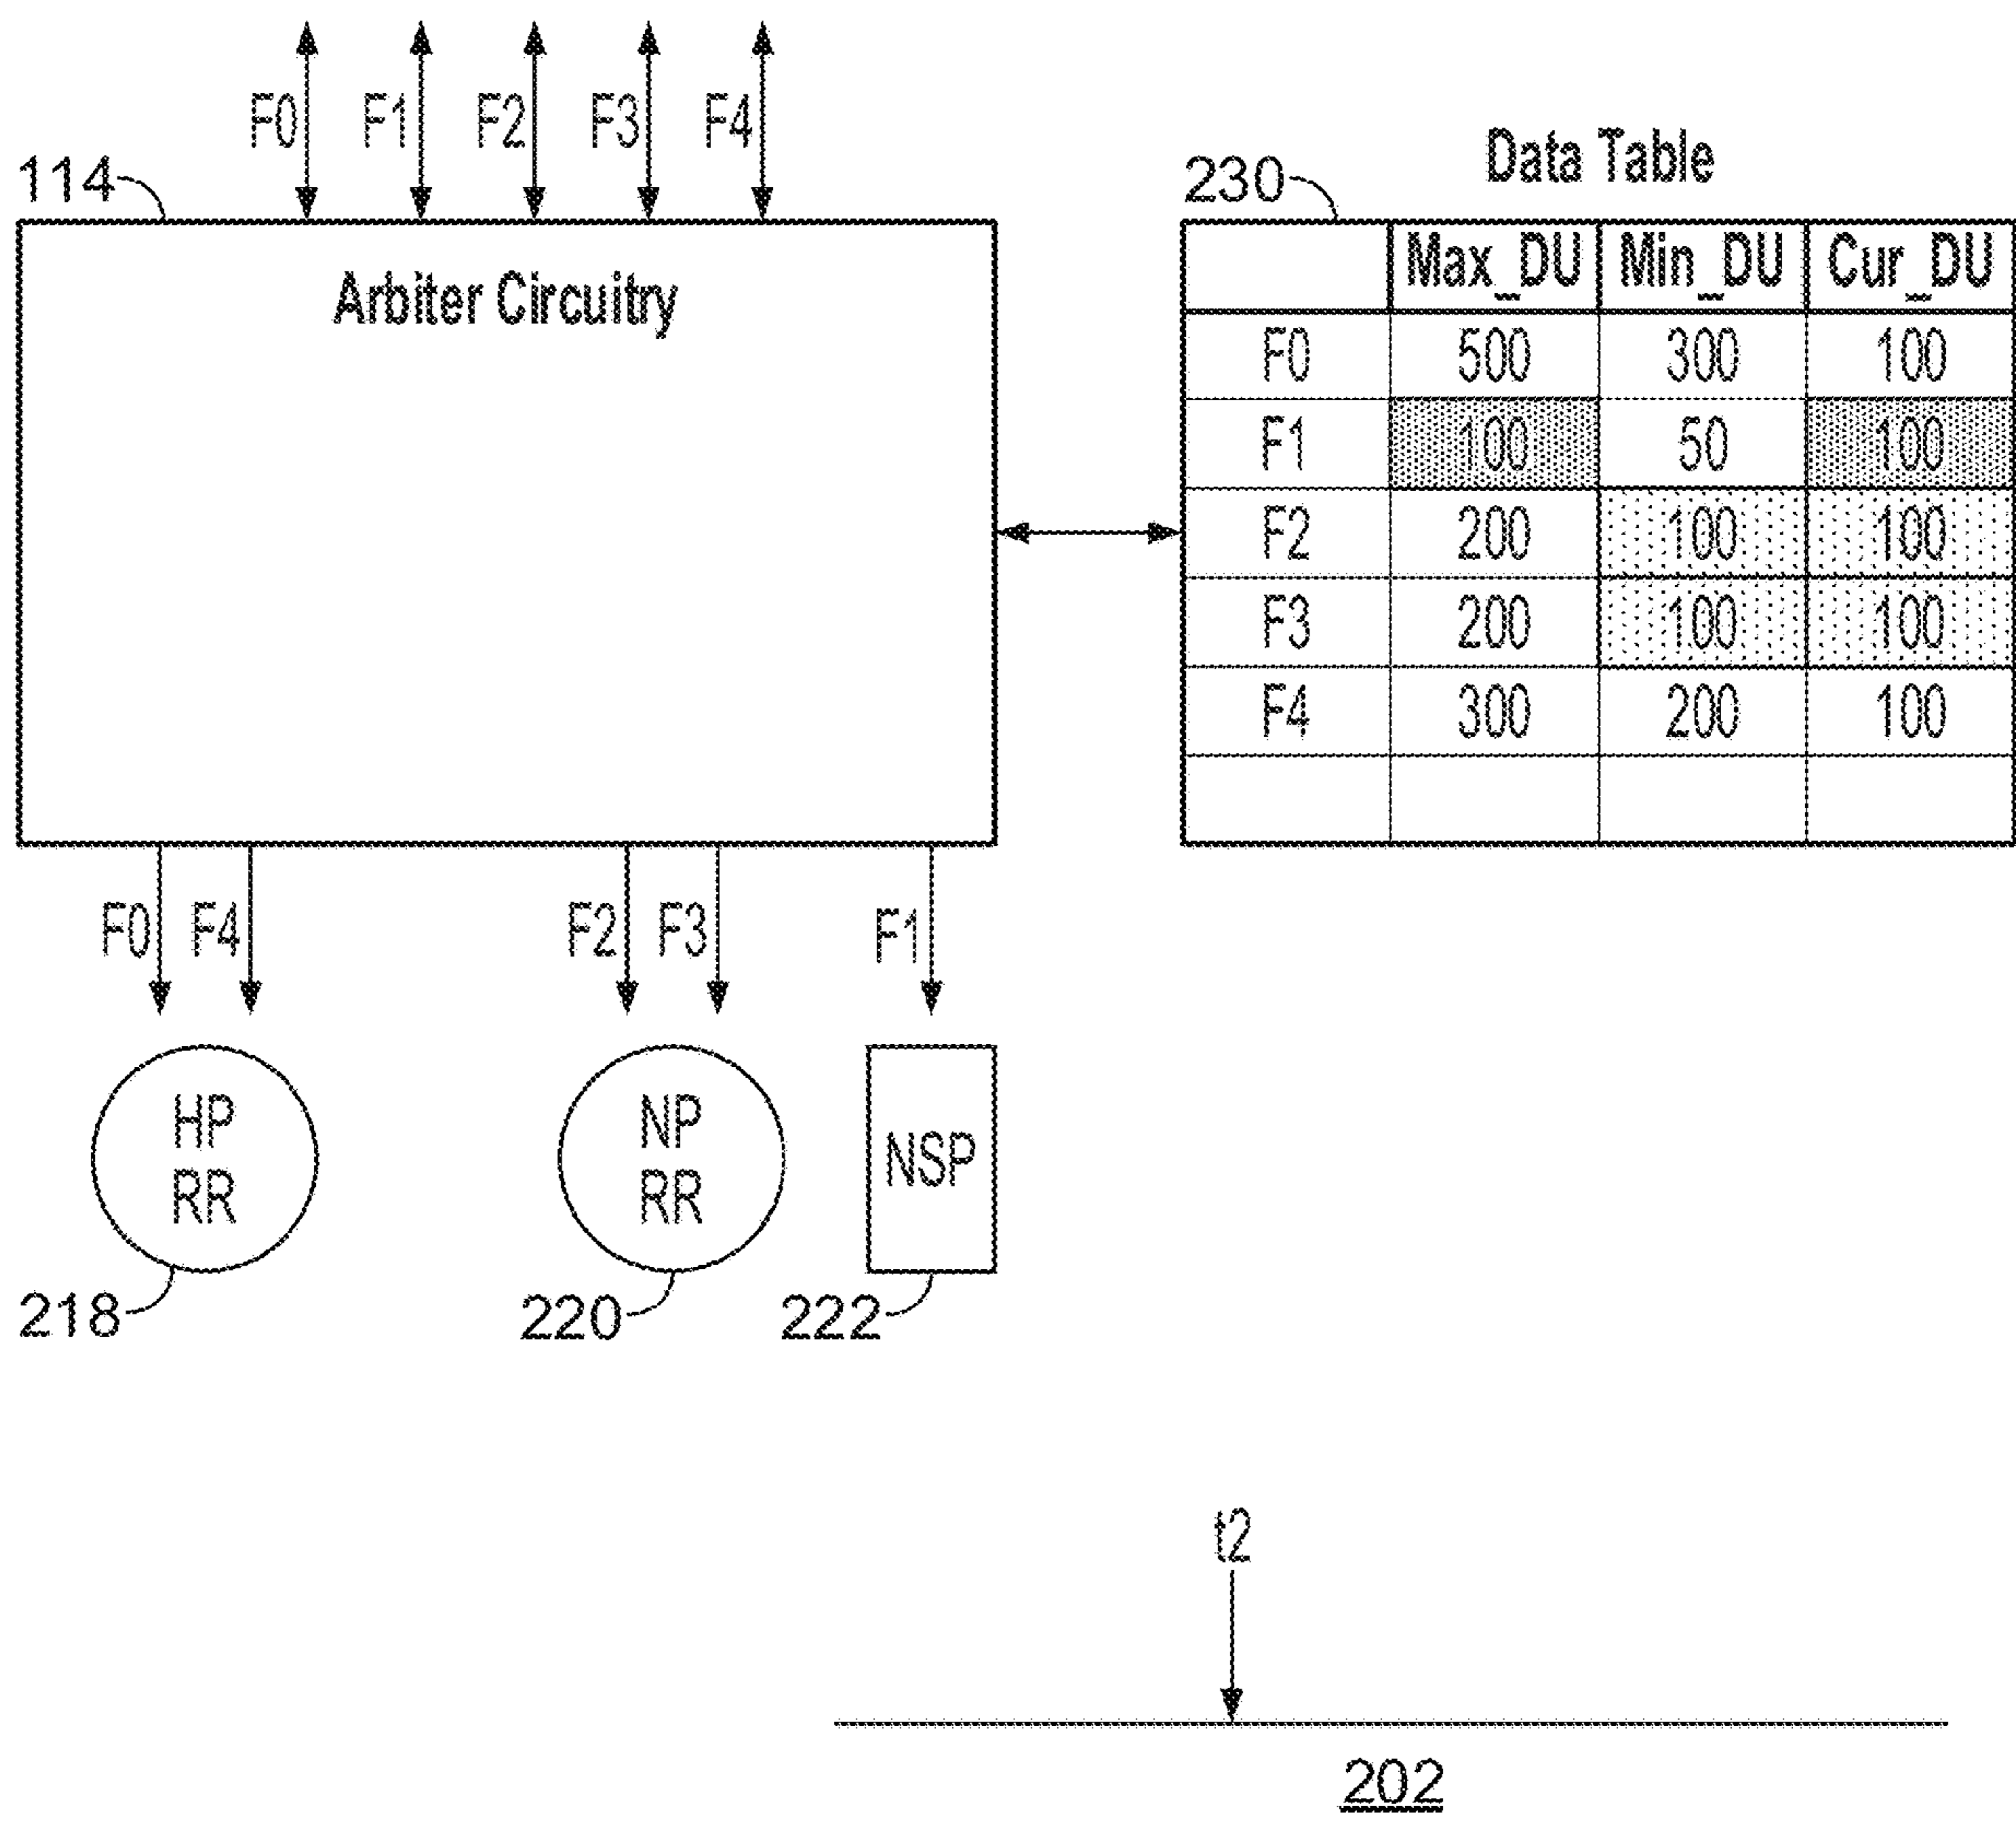 F0 F1 F2 F3 F4
114
Arbiter Circuitry
Data Table
230
Max_DU Min_DU Cur_DU
F0 500 300 100
F1 100 50 100
F2 200 100 100
F3 200 100 100
F4 300 200 100
F0 F4 F2 F3 F1
HP RR
NP RR
NSP
218 220 222
t2
202